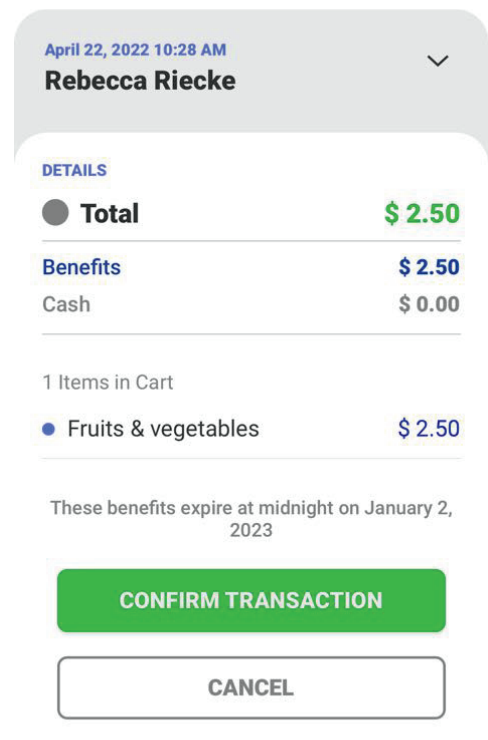 April 22, 2022 10:28 AM
Rebecca Riecke
DETAILS
Total $ 2.50
Benefits $ 2.50
Cash $ 0.00
1 Items in Cart
Fruits & vegetables $ 2.50
These benefits expire at midnight on January 2,
2023
CONFIRM TRANSACTION
CANCEL